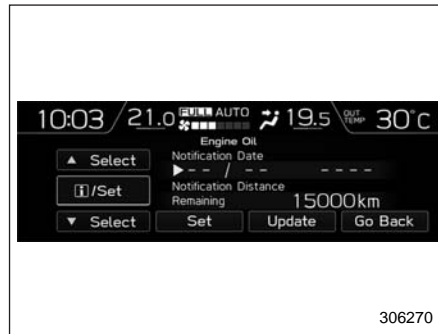 10:03 21.0 FULL AUTO 19.5 OUT TEMP 30°C
Engine Oil
▲ Select
Notification Date
▶-- / -- ----
i/Set
Notification Distance
Remaining 15000km
▼ Select Set Update Go Back
306270